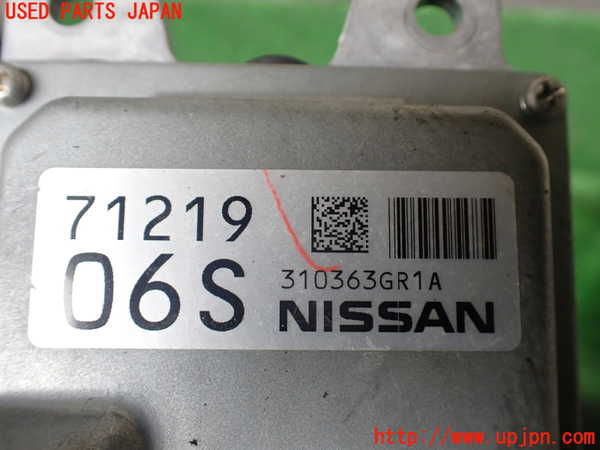 USED PARTS JAPAN
71219
06S
310363GR1A
NISSAN
http://www.upjpn.com